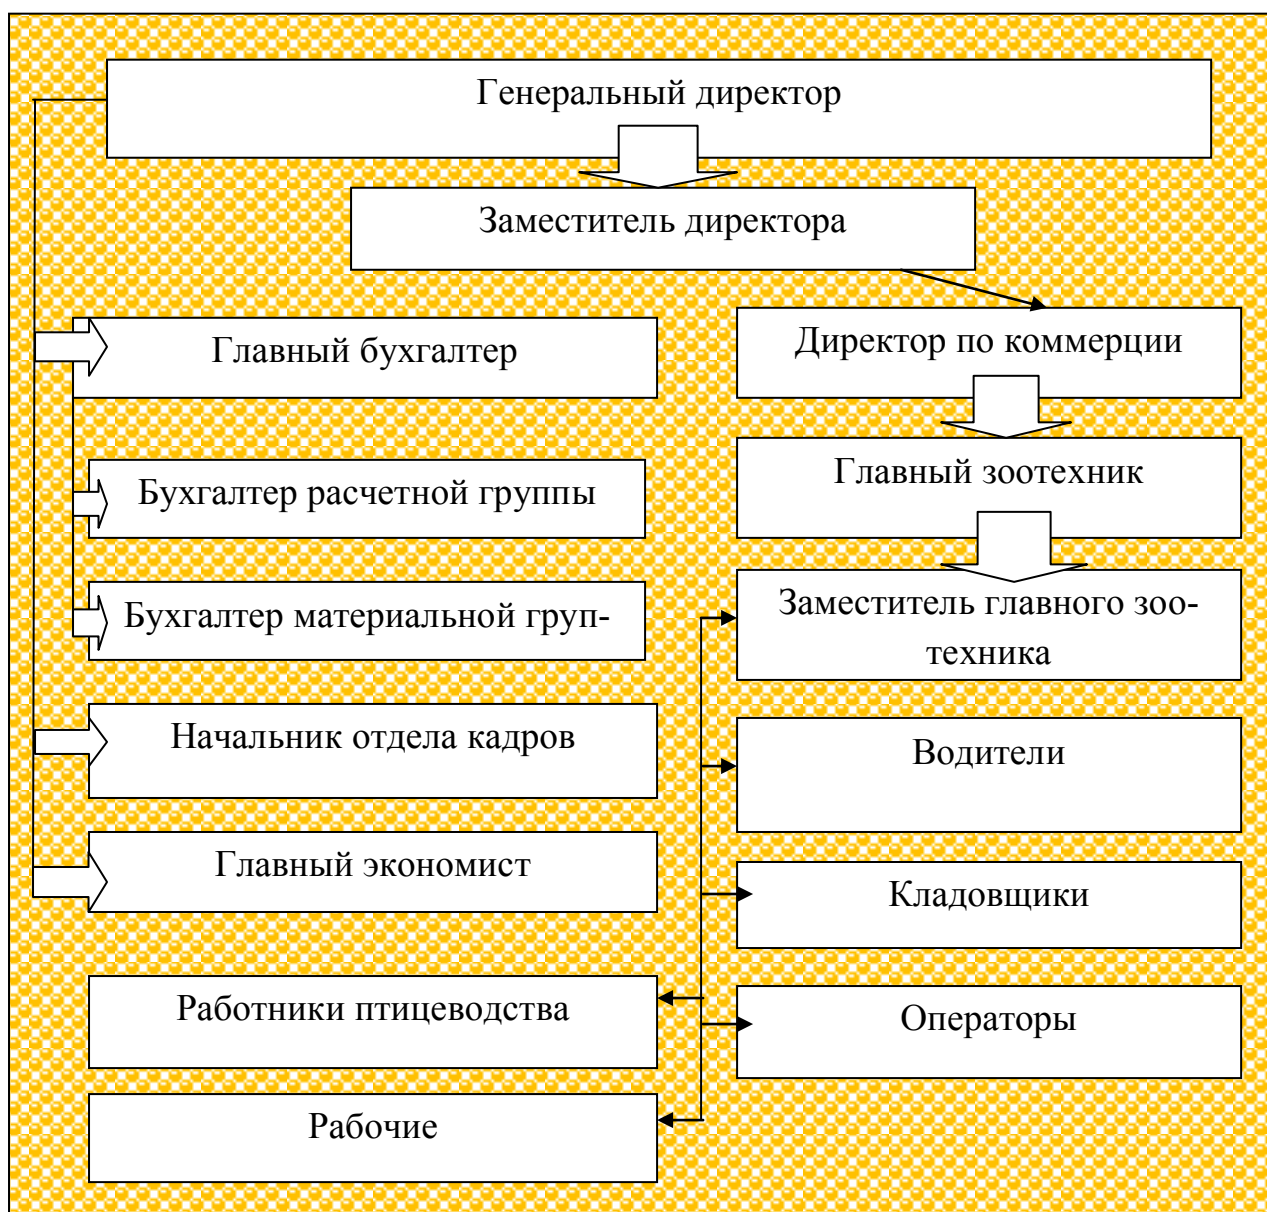 Генеральный директор
Заместитель директора
Директор по коммерции
Главный бухгалтер
Главный зоотехник
Бухгалтер расчетной группы
Заместитель главного зоо-
техника
Бухгалтер материальной груп-
Начальник отдела кадров
Водители
Главный экономист
Кладовщики
Работники птицеводства
Операторы
Рабочие